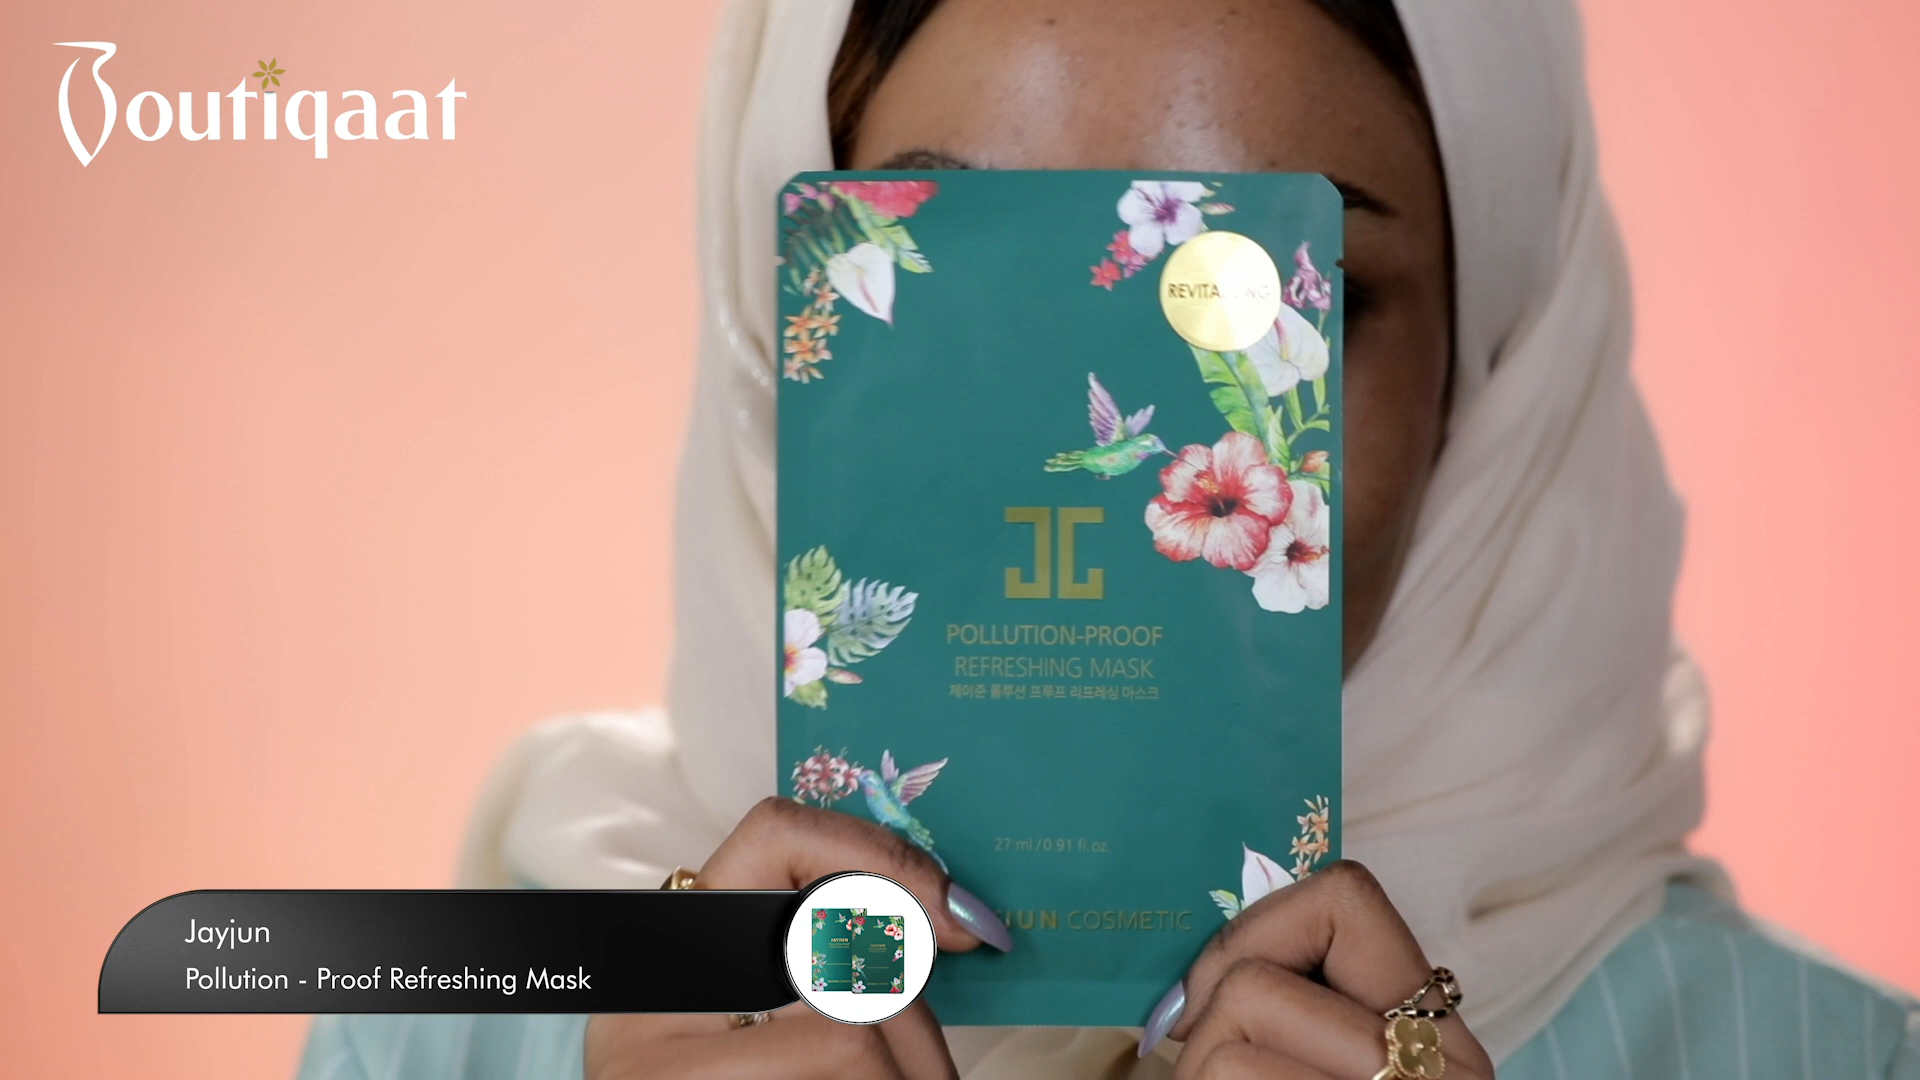 Boutiqaat
REVITA
POLLUTION-PROOF
REFRESHING MASK
제이준 폴루션 프루프 리프레싱 마스크
27 ml / 0.91 fl.oz.
COSMETIC
Jayjun
Pollution - Proof Refreshing Mask